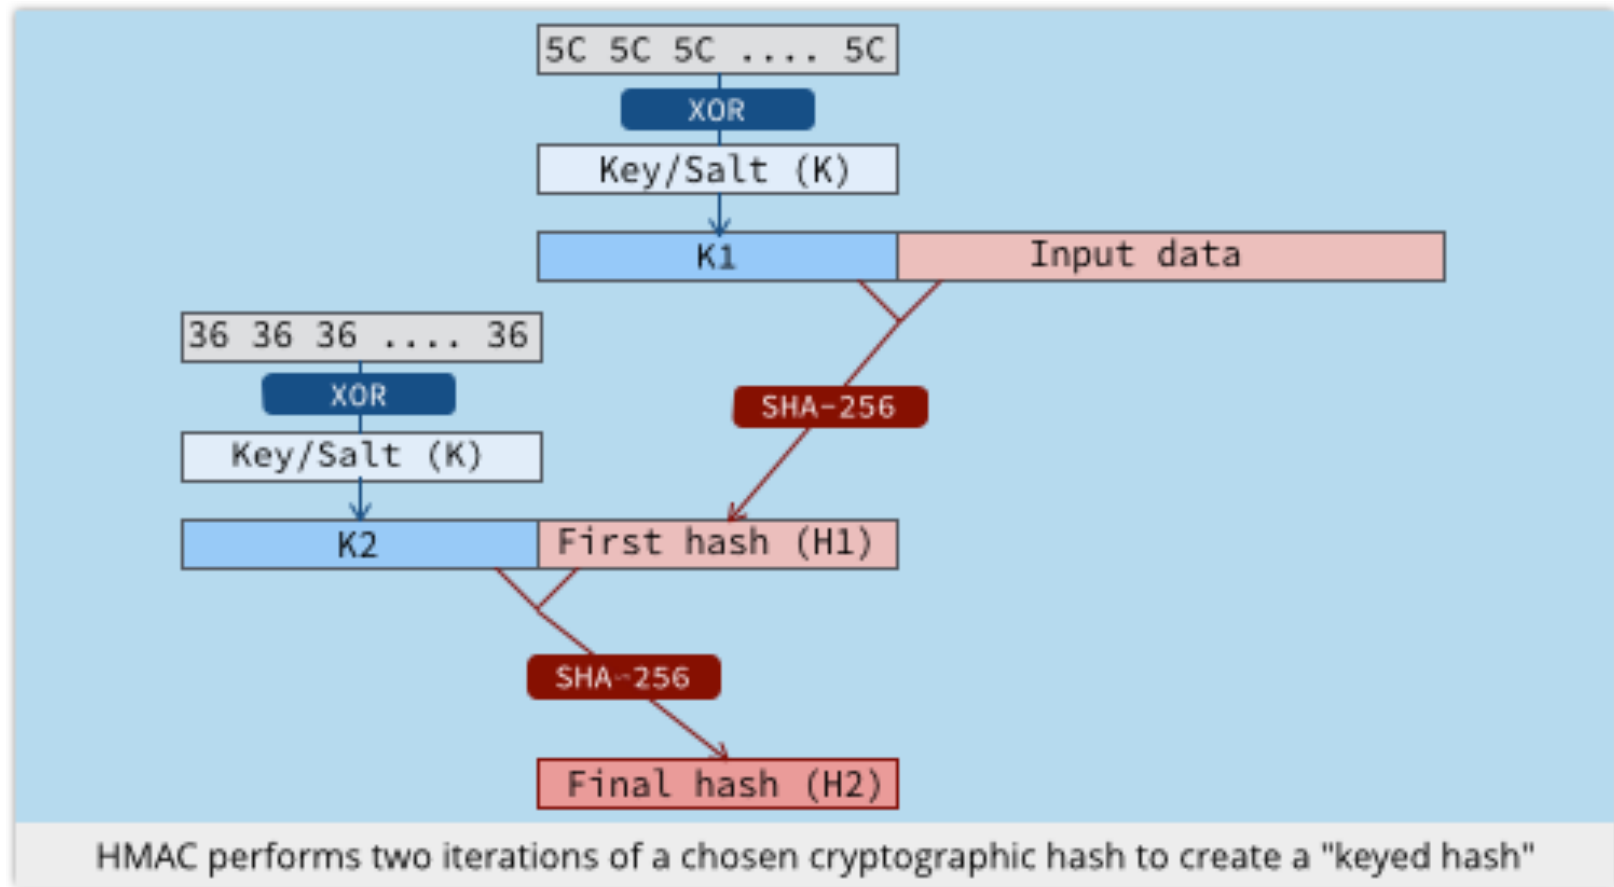 5C 5C 5C .... 5C
XOR
Key/Salt (K)
K1 Input data
36 36 36 .... 36
XOR
SHA-256
Key/Salt (K)
K2 First hash (H1)
SHA-256
Final hash (H2)
HMAC performs two iterations of a chosen cryptographic hash to create a "keyed hash"